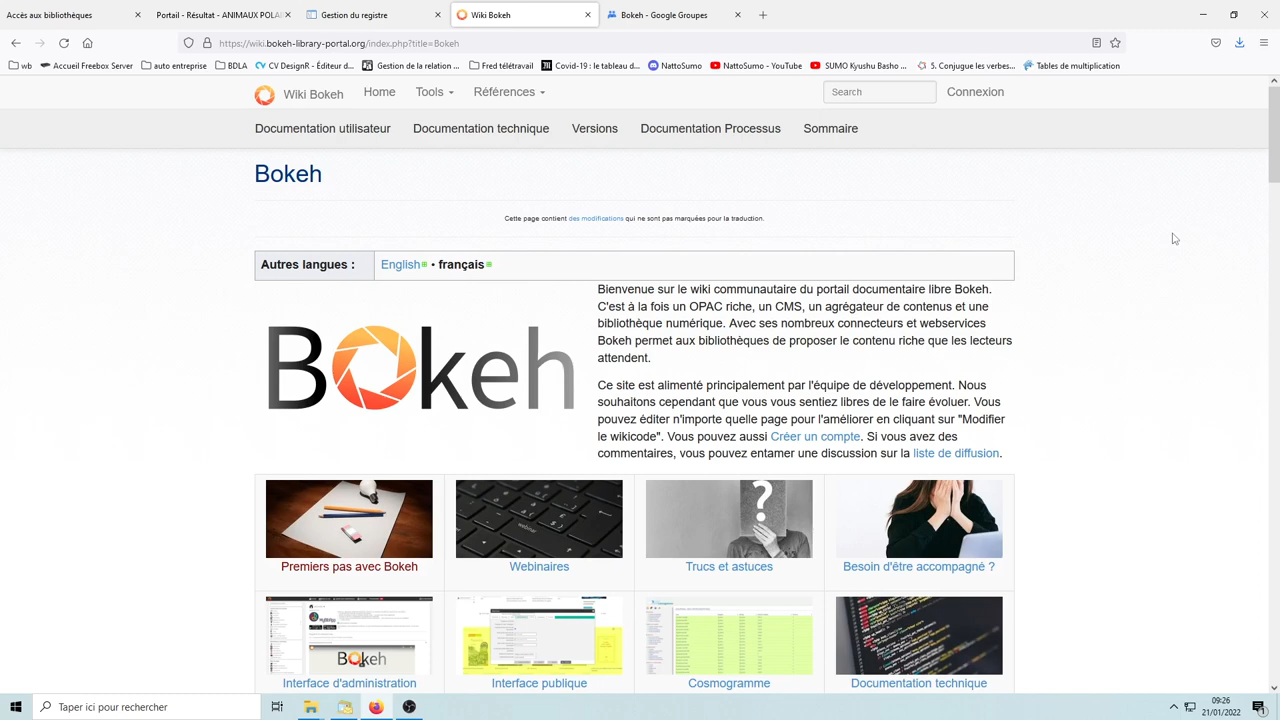 Accès aux bibliothèques
Portail - Résultat - ANIMAUX POLAI
Gestion du registre
Wiki Bokeh
Bokeh - Google Groupes
https://wiki.bokeh-library-portal.org/index.php?title=Bokeh
wb
Accueil Freebox Server
auto entreprise
BDLA
CV DesignR - Éditeur d...
Gestion de la relation ...
Fred télétravail
Covid-19 : le tableau d...
NattoSumo
NattoSumo - YouTube
SUMO Kyushu Basho ...
5. Conjugue les verbes...
Tables de multiplication
Wiki Bokeh
Home
Tools
Références
Search
Connexion
Documentation utilisateur
Documentation technique
Versions
Documentation Processus
Sommaire
Bokeh
Cette page contient des modifications qui ne sont pas marquées pour la traduction.
Autres langues :
English • français
Bokeh
Bienvenue sur le wiki communautaire du portail documentaire libre Bokeh.
C'est à la fois un OPAC riche, un CMS, un agrégateur de contenus et une
bibliothèque numérique. Avec ses nombreux connecteurs et webservices
Bokeh permet aux bibliothèques de proposer le contenu riche que les lecteurs
attendent.
Ce site est alimenté principalement par l'équipe de développement. Nous
souhaitons cependant que vous vous sentiez libres de le faire évoluer. Vous
pouvez éditer n'importe quelle page pour l'améliorer en cliquant sur "Modifier
le wikicode". Vous pouvez aussi Créer un compte. Si vous avez des
commentaires, vous pouvez entamer une discussion sur la liste de diffusion.
webinar
?
Premiers pas avec Bokeh
Webinaires
Trucs et astuces
Besoin d'être accompagné ?
Bokeh
Interface d'administration
Interface publique
Cosmogramme
Documentation technique
Taper ici pour rechercher
09:26
21/01/2022